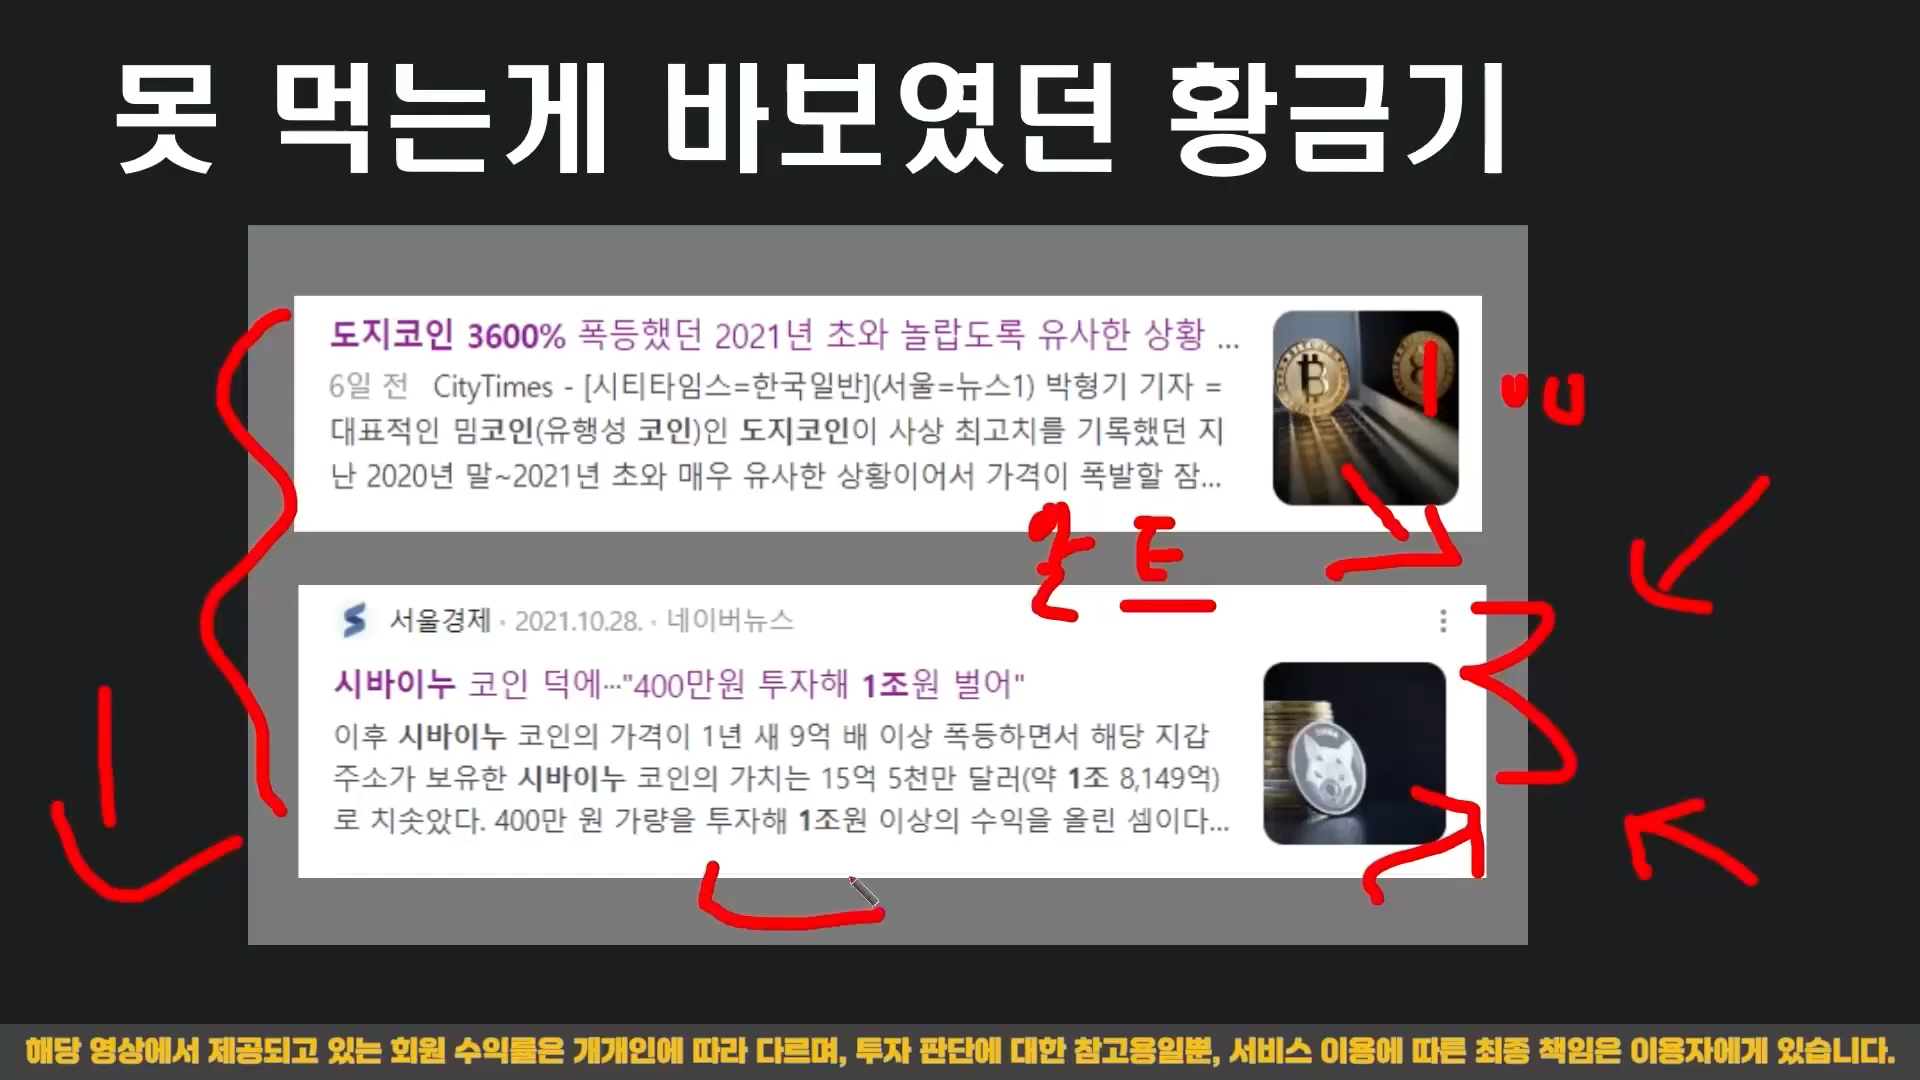 못 먹는게 바보였던 황금기
도지코인 3600% 폭등했던 2021년 초와 놀랍도록 유사한 상황 ...
6일 전 CityTimes - [시티타임스=한국일반](서울=뉴스1) 박형기 기자 =
대표적인 밈코인(유행성 코인)인 도지코인이 사상 최고치를 기록했던 지
난 2020년 말~2021년 초와 매우 유사한 상황이어서 가격이 폭발할 잠...
알트
서울경제 · 2021.10.28. · 네이버뉴스
시바이누 코인 덕에…"400만원 투자해 1조원 벌어"
이후 시바이누 코인의 가격이 1년 새 9억 배 이상 폭등하면서 해당 지갑
주소가 보유한 시바이누 코인의 가치는 15억 5천만 달러(약 1조 8,149억)
로 치솟았다. 400만 원 가량을 투자해 1조원 이상의 수익을 올린 셈이다...
해당 영상에서 제공되고 있는 회원 수익률은 개개인에 따라 다르며, 투자 판단에 대한 참고용일뿐, 서비스 이용에 따른 최종 책임은 이용자에게 있습니다.